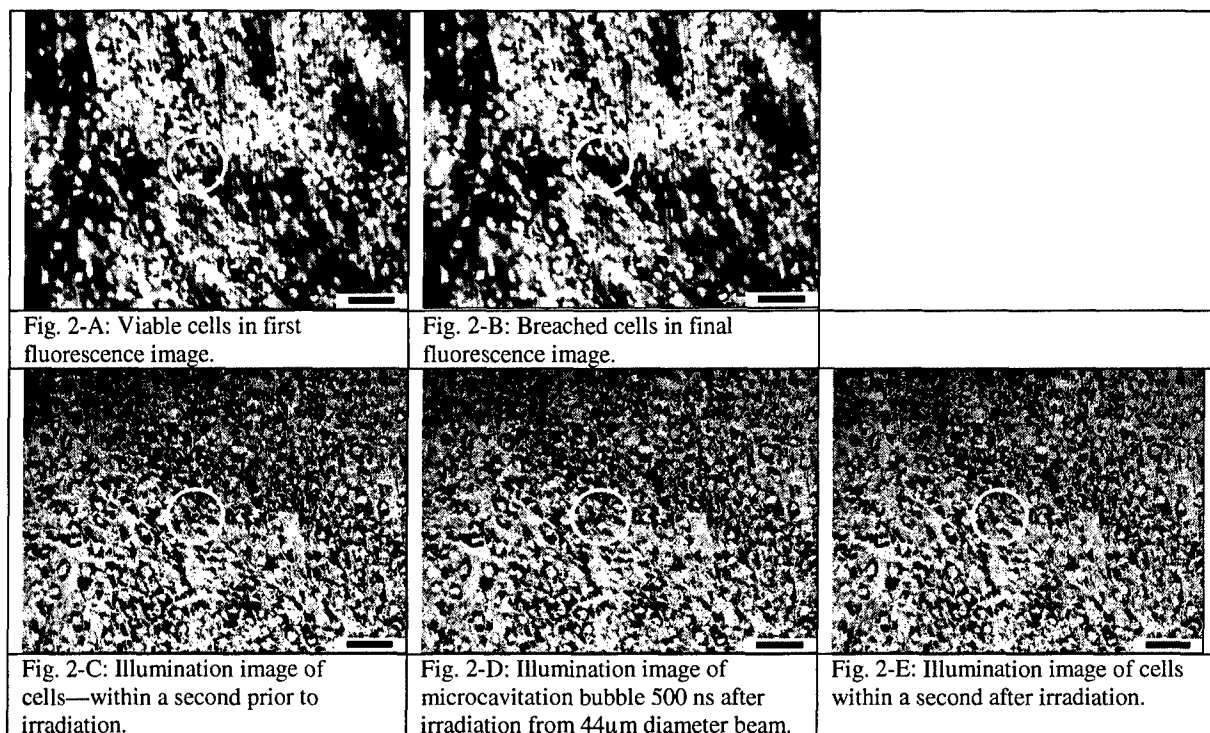 Fig. 2-A: Viable cells in first
fluorescence image.
Fig. 2-B: Breached cells in final
fluorescence image.
Fig. 2-C: Illumination image of
cells—within a second prior to
irradiation.
Fig. 2-D: Illumination image of
microcavitation bubble 500 ns after
irradiation from 44μm diameter beam.
Fig. 2-E: Illumination image of cells
within a second after irradiation.